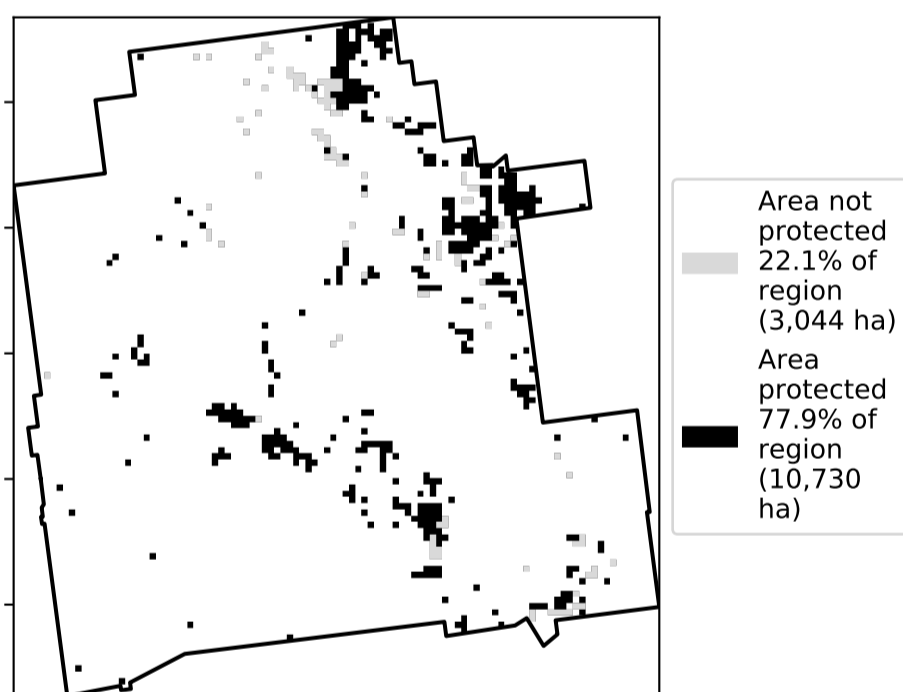 Area not
protected
22.1% of
region
(3,044 ha)
Area
protected
77.9% of
region
(10,730
ha)